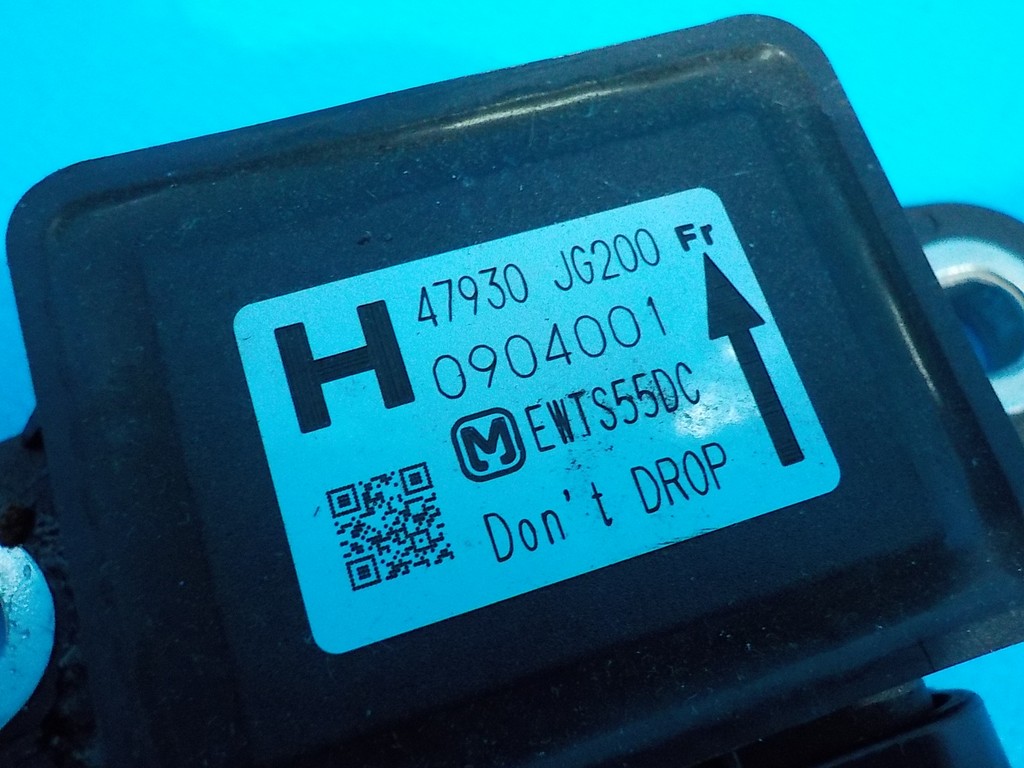 H
47930 JG200 Fr
0904001
M EWTS55DC
Don't DROP